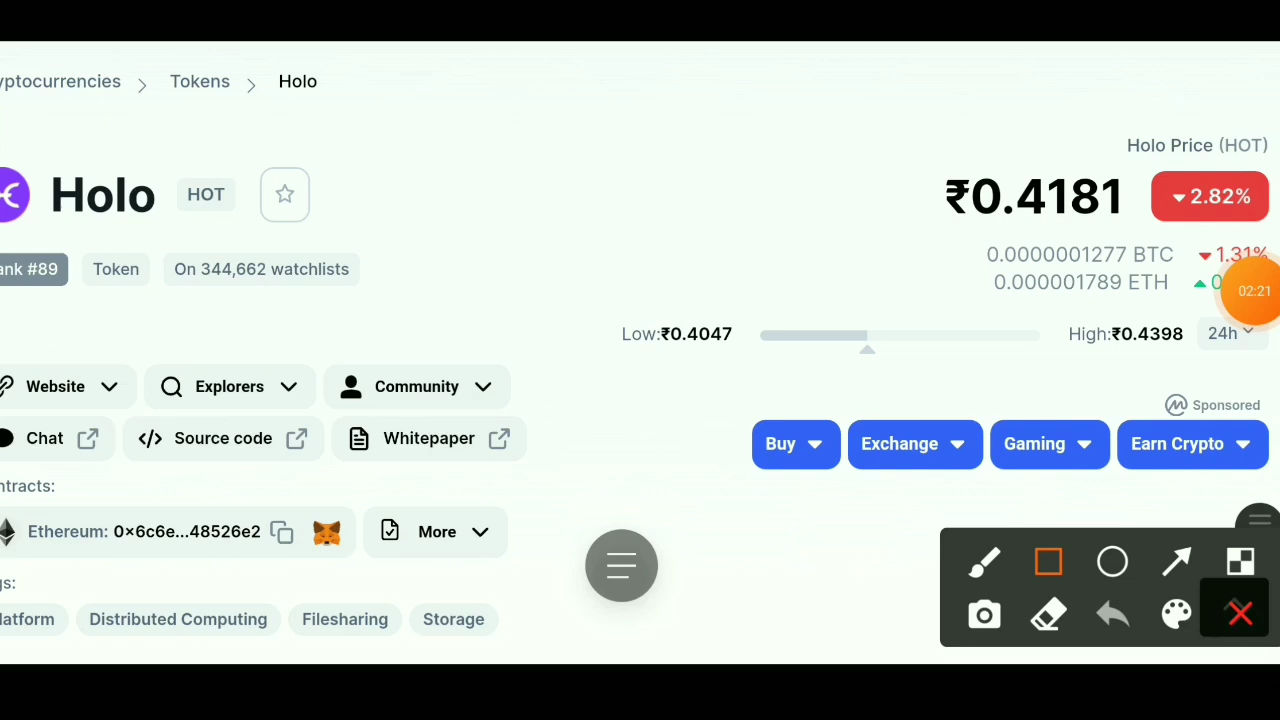 yptocurrencies > Tokens > Holo
Holo Price (HOT)
Holo HOT
₹0.4181 2.82%
ank #89 Token On 344,662 watchlists
0.0000001277 BTC 1.31%
0.000001789 ETH 0
02:21
Low:₹0.4047 High:₹0.4398 24h
Website Explorers Community
Sponsored
Chat Source code Whitepaper
Buy Exchange Gaming Earn Crypto
ntracts:
Ethereum: 0x6c6e...48526e2 More
gs:
latform Distributed Computing Filesharing Storage